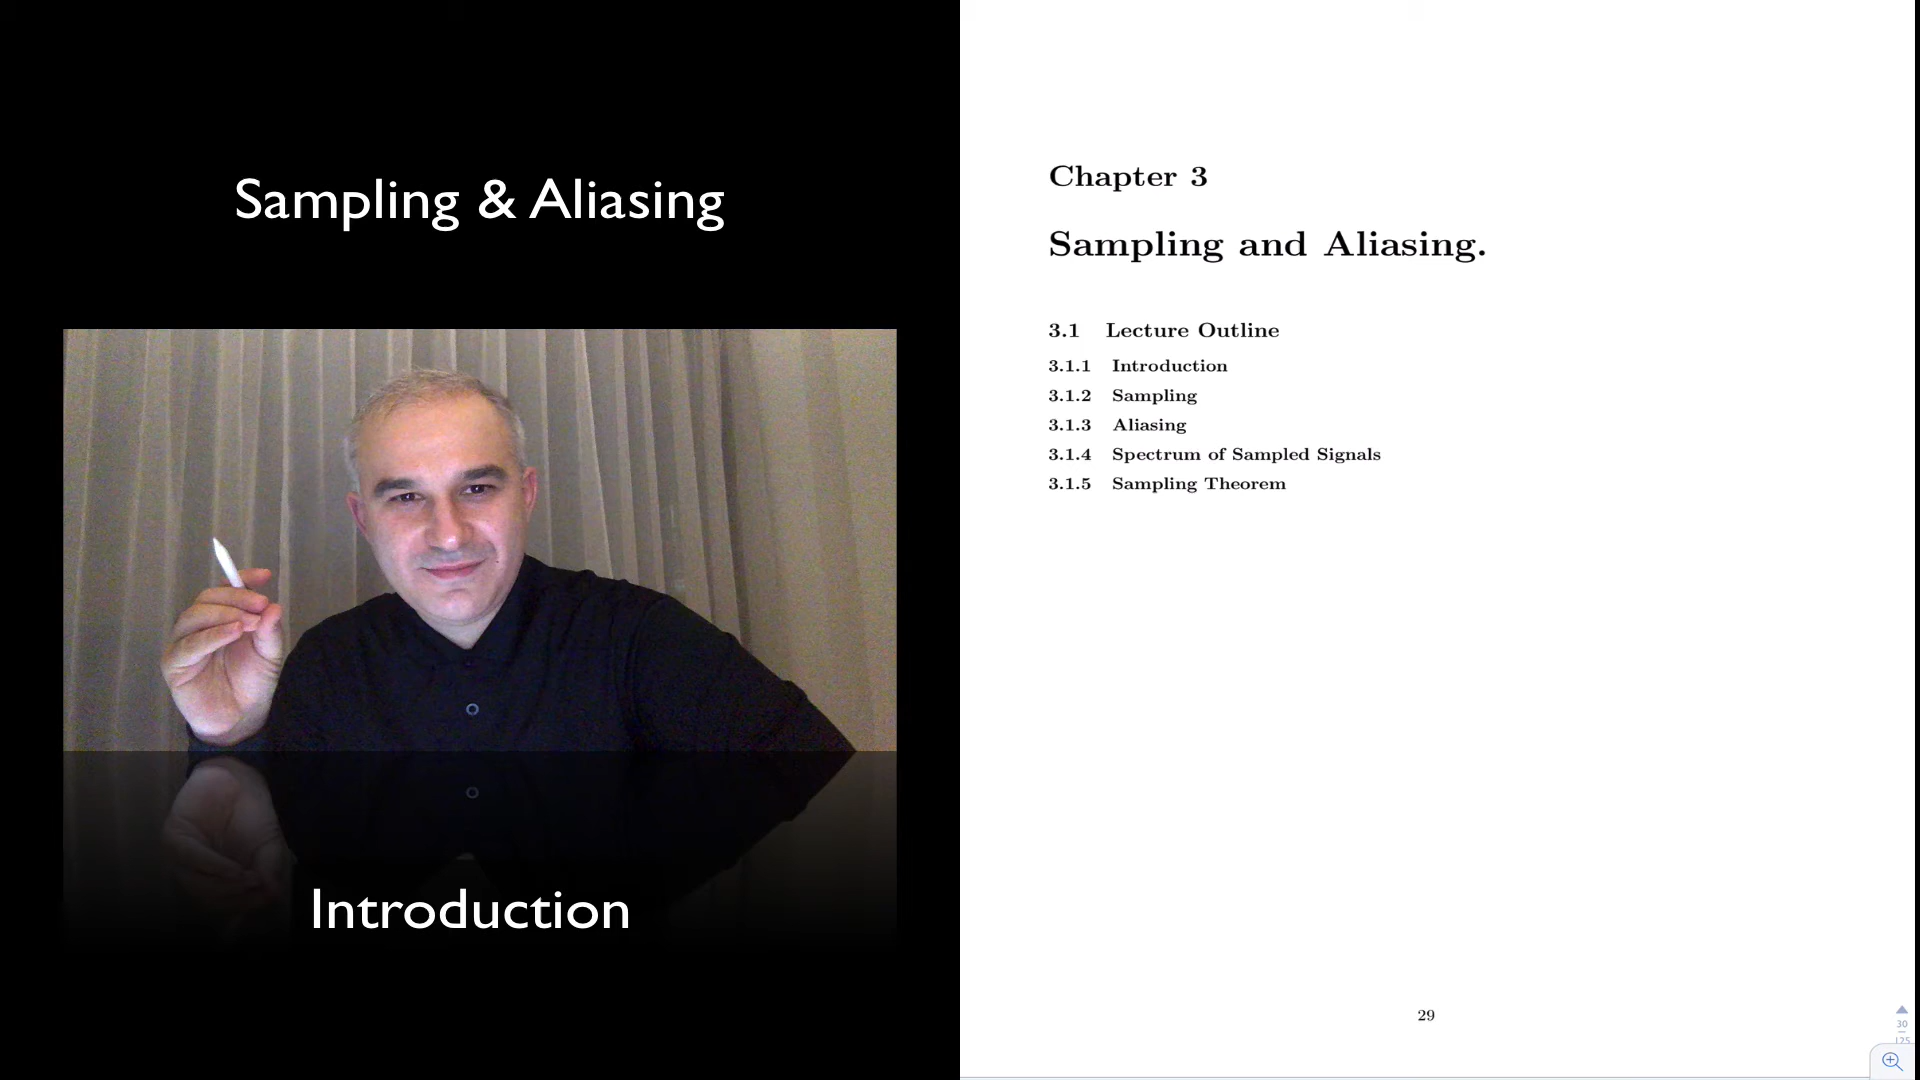 Sampling & Aliasing
Introduction
Chapter 3
Sampling and Aliasing.
3.1 Lecture Outline
3.1.1 Introduction
3.1.2 Sampling
3.1.3 Aliasing
3.1.4 Spectrum of Sampled Signals
3.1.5 Sampling Theorem
29
30
125